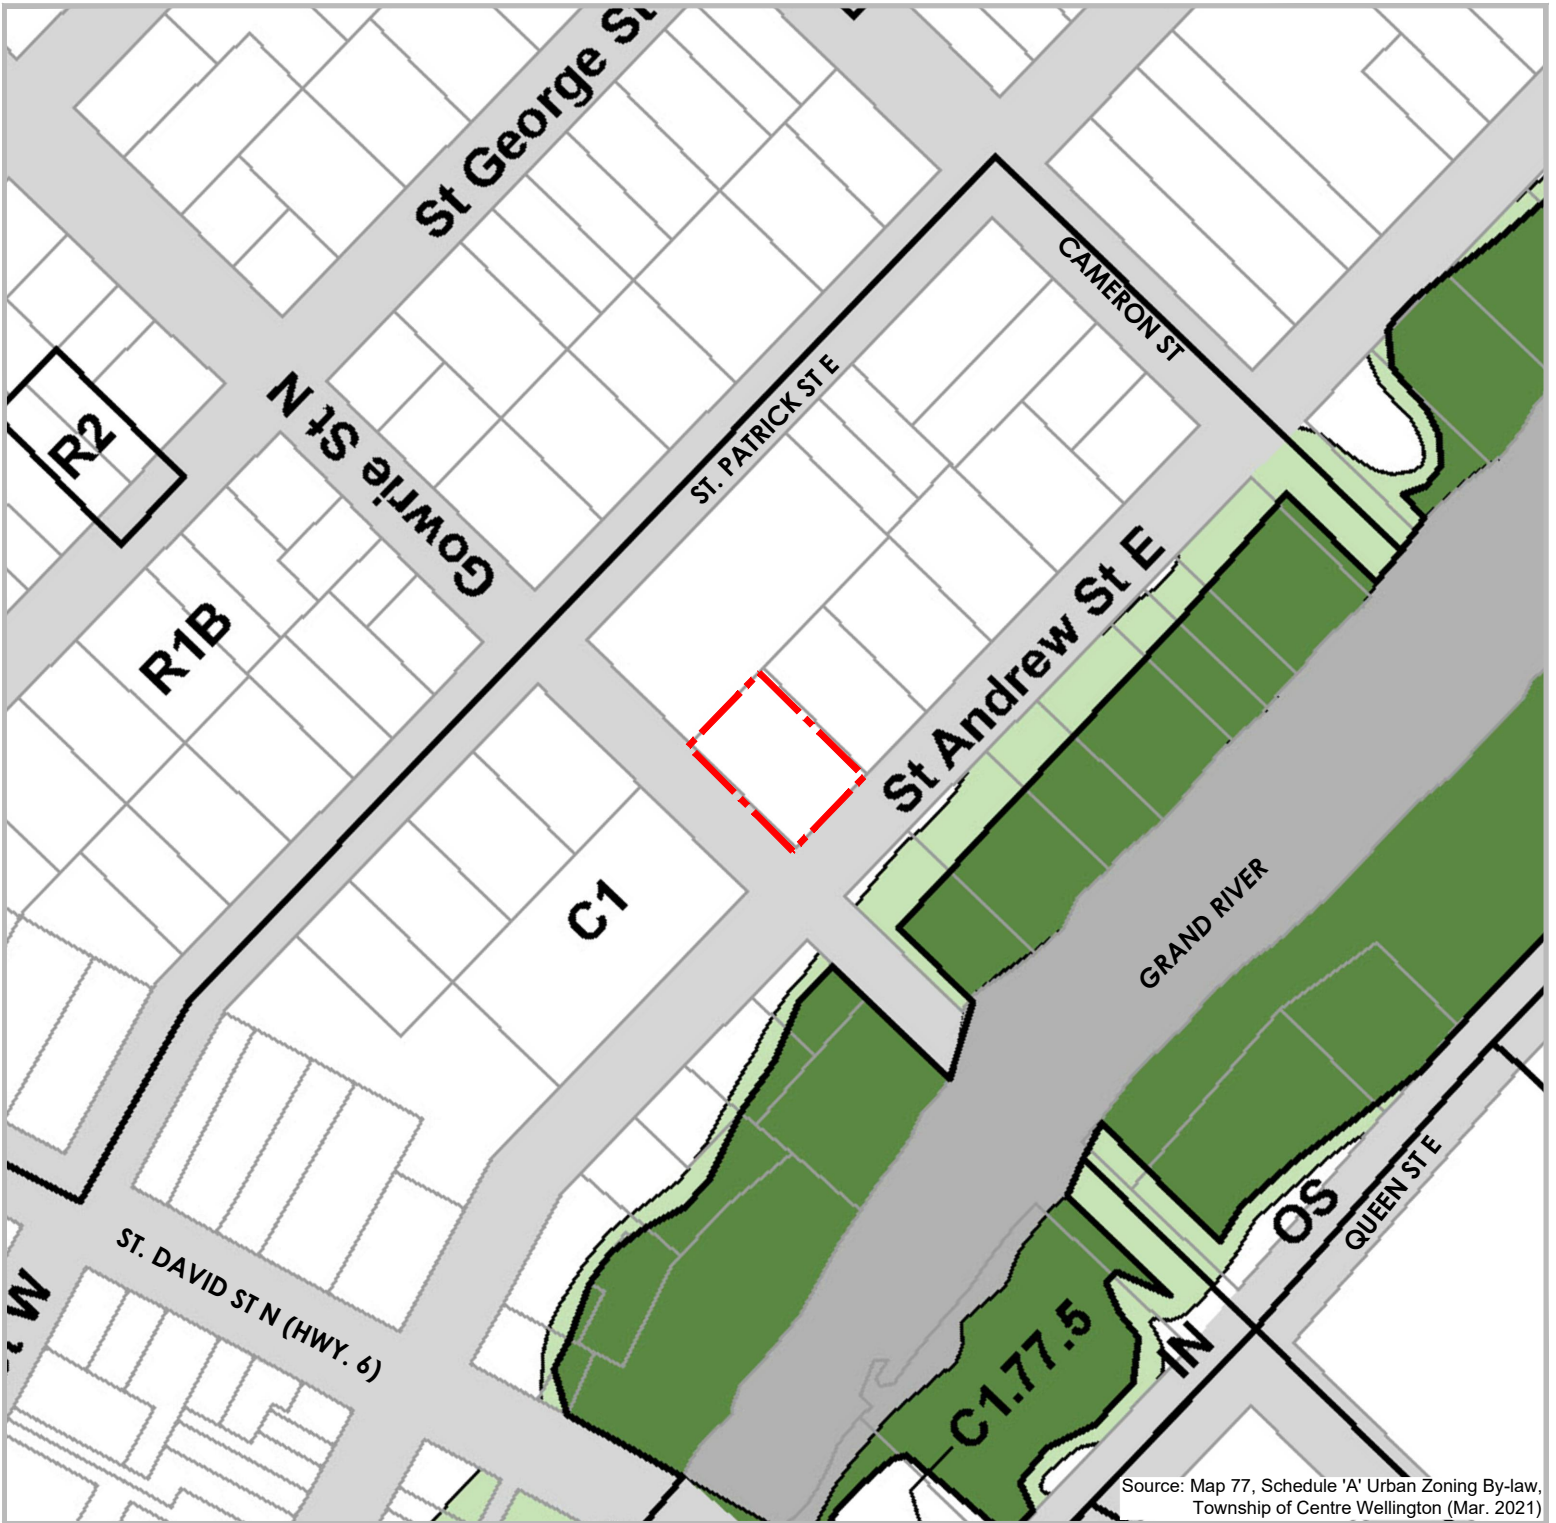 St George St
CAMERON ST
ST. PATRICK ST E
Gowrie St N
R2
R1B
St Andrew St E
C1
GRAND RIVER
OS
QUEEN ST E
ST. DAVID ST N (HWY. 6)
W
IN
C1.77.5
Source: Map 77, Schedule 'A' Urban Zoning By-law,
Township of Centre Wellington (Mar. 2021)